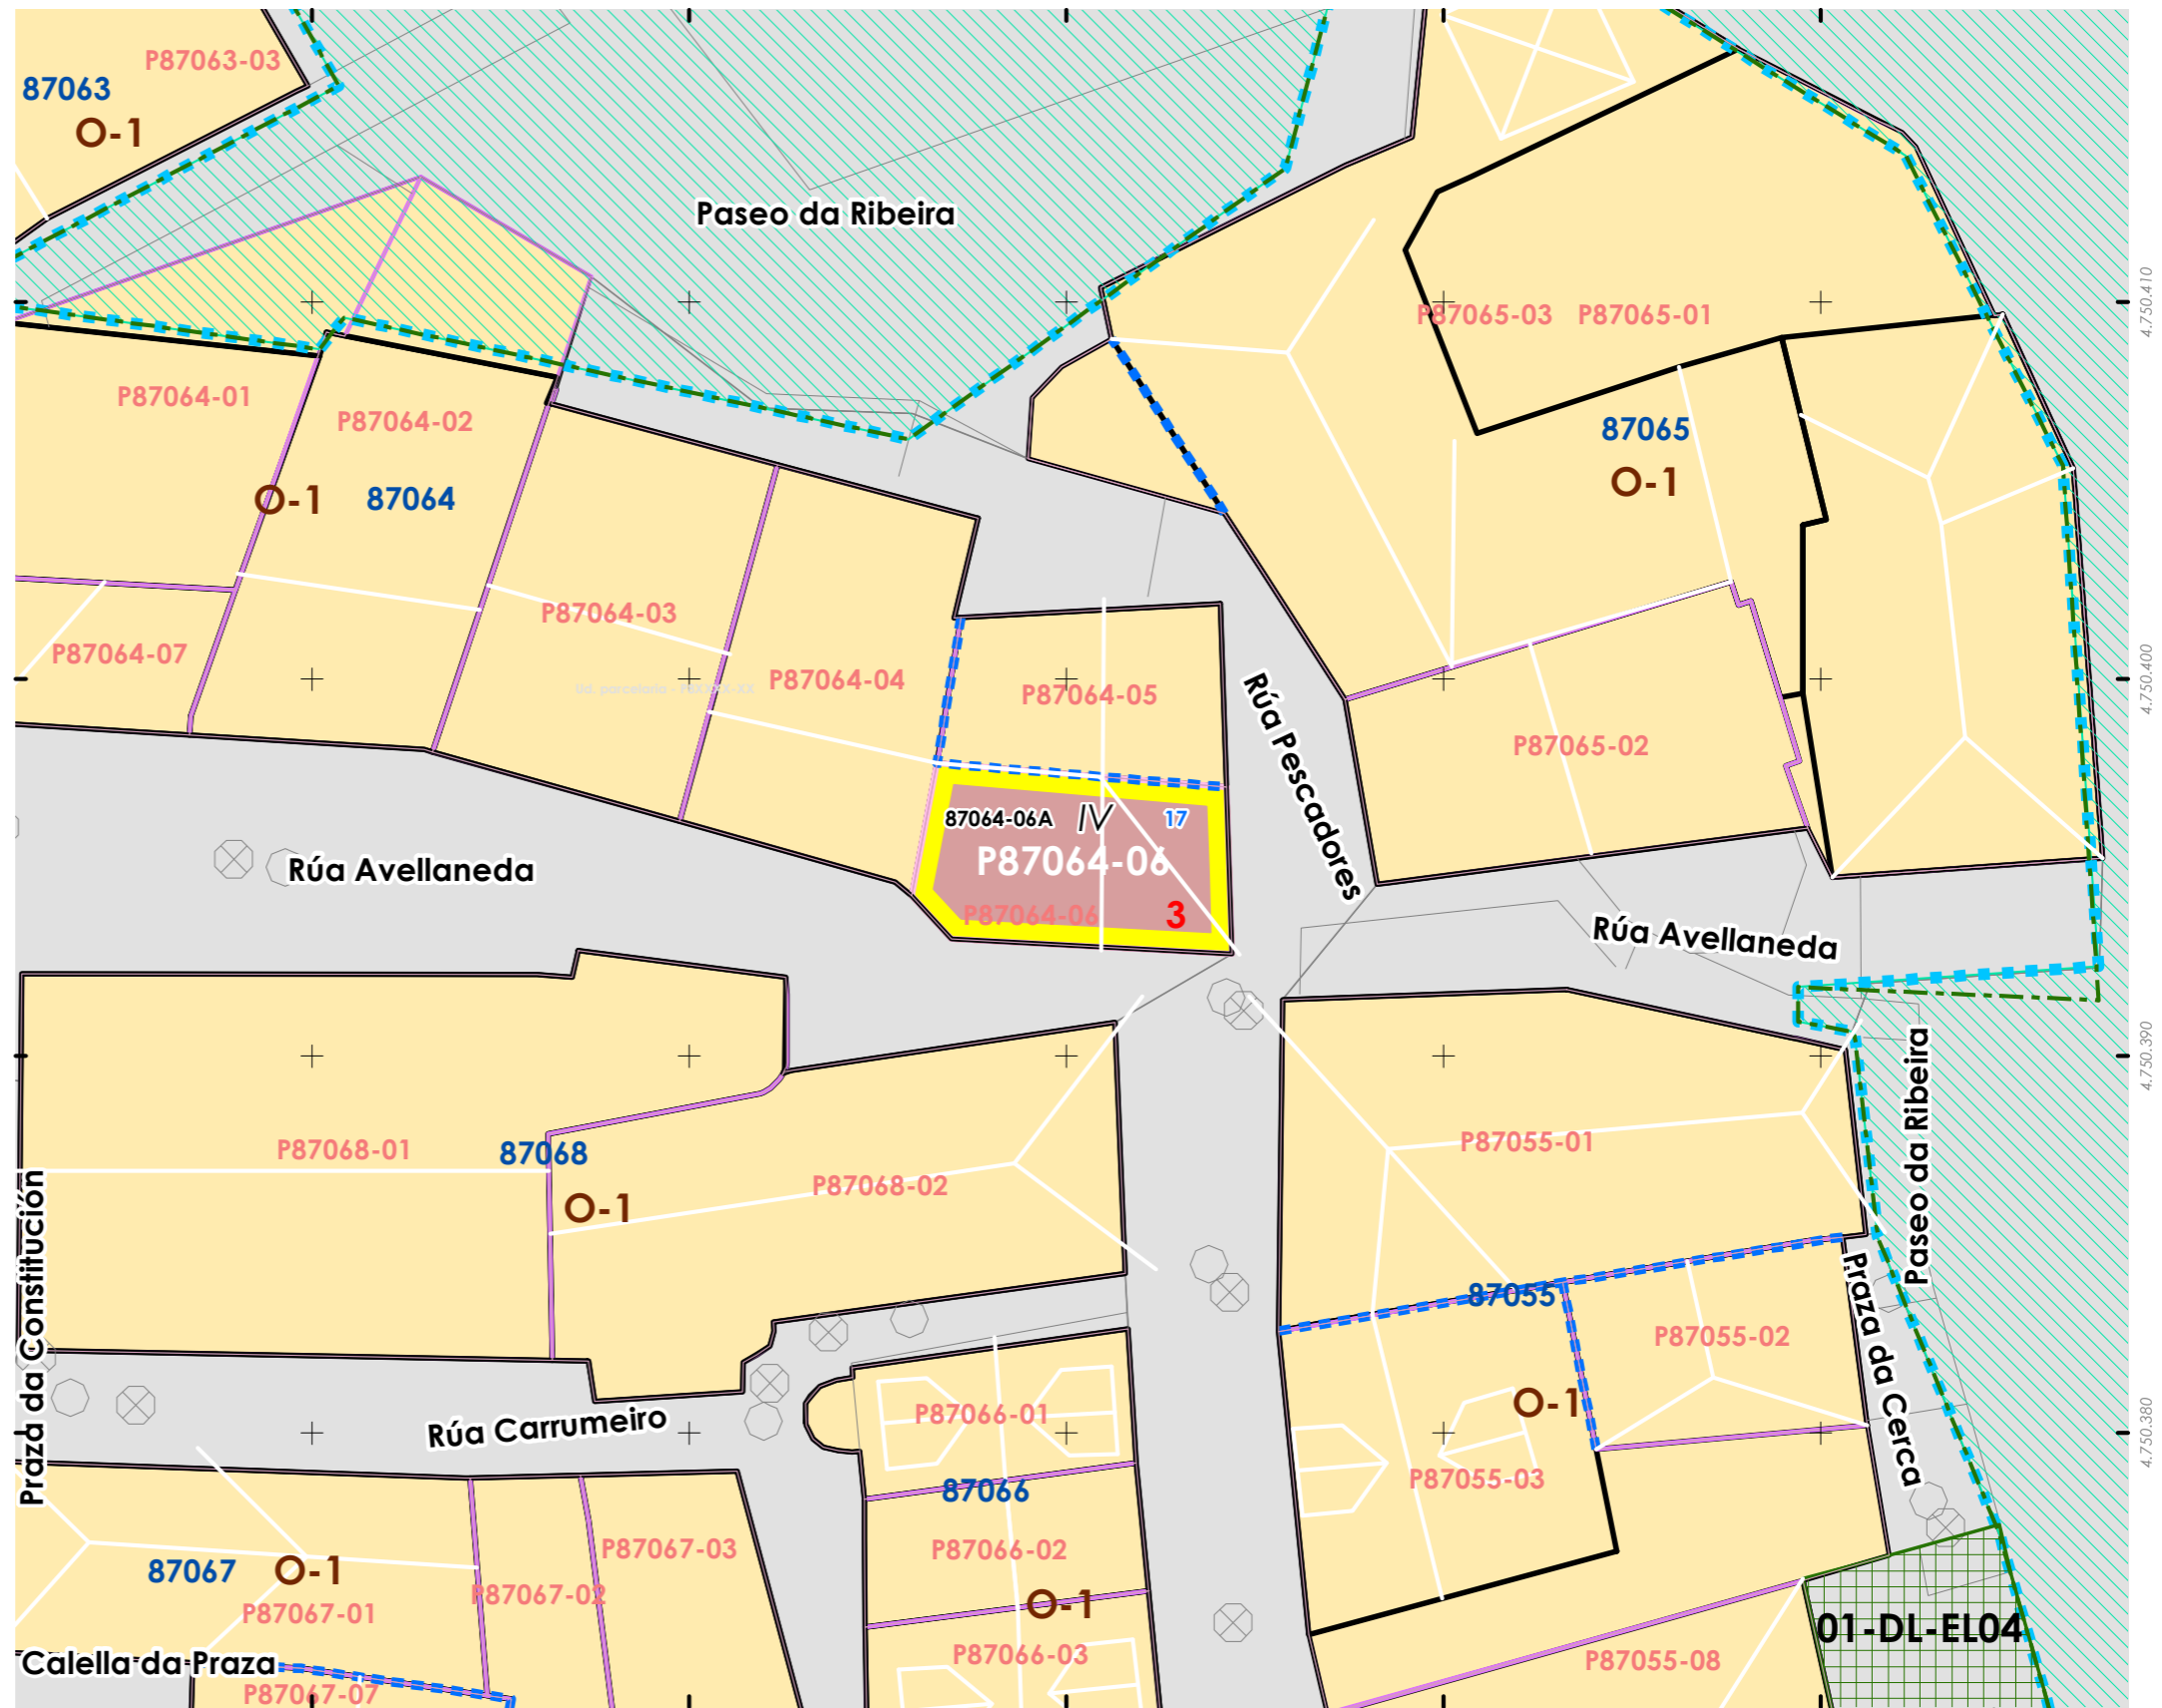 P87063-03
87063
O-1
Paseo da Ribeira
4.750.410
P87065-03
P87065-01
P87064-01
P87064-02
87065
O-1
O-1
87064
P87064-03
P87064-07
P87064-04
P87064-05
Rúa Pescadores
4.750.400
P87065-02
87064-06A
IV
17
P87064-06
P87064-06
3
Rúa Avellaneda
Rúa Avellaneda
4.750.390
Paseo da Ribeira
P87068-01
87068
P87068-02
O-1
P87055-01
Praza da Constitución
87055
P87055-02
Praza da Cerca
O-1
P87055-03
Rúa Carrumeiro
P87066-01
4.750.380
87066
P87066-02
O-1
P87066-03
P87067-03
87067
O-1
P87067-02
P87067-01
01-DL-EL04
P87055-08
Calella da Praza
P87067-07